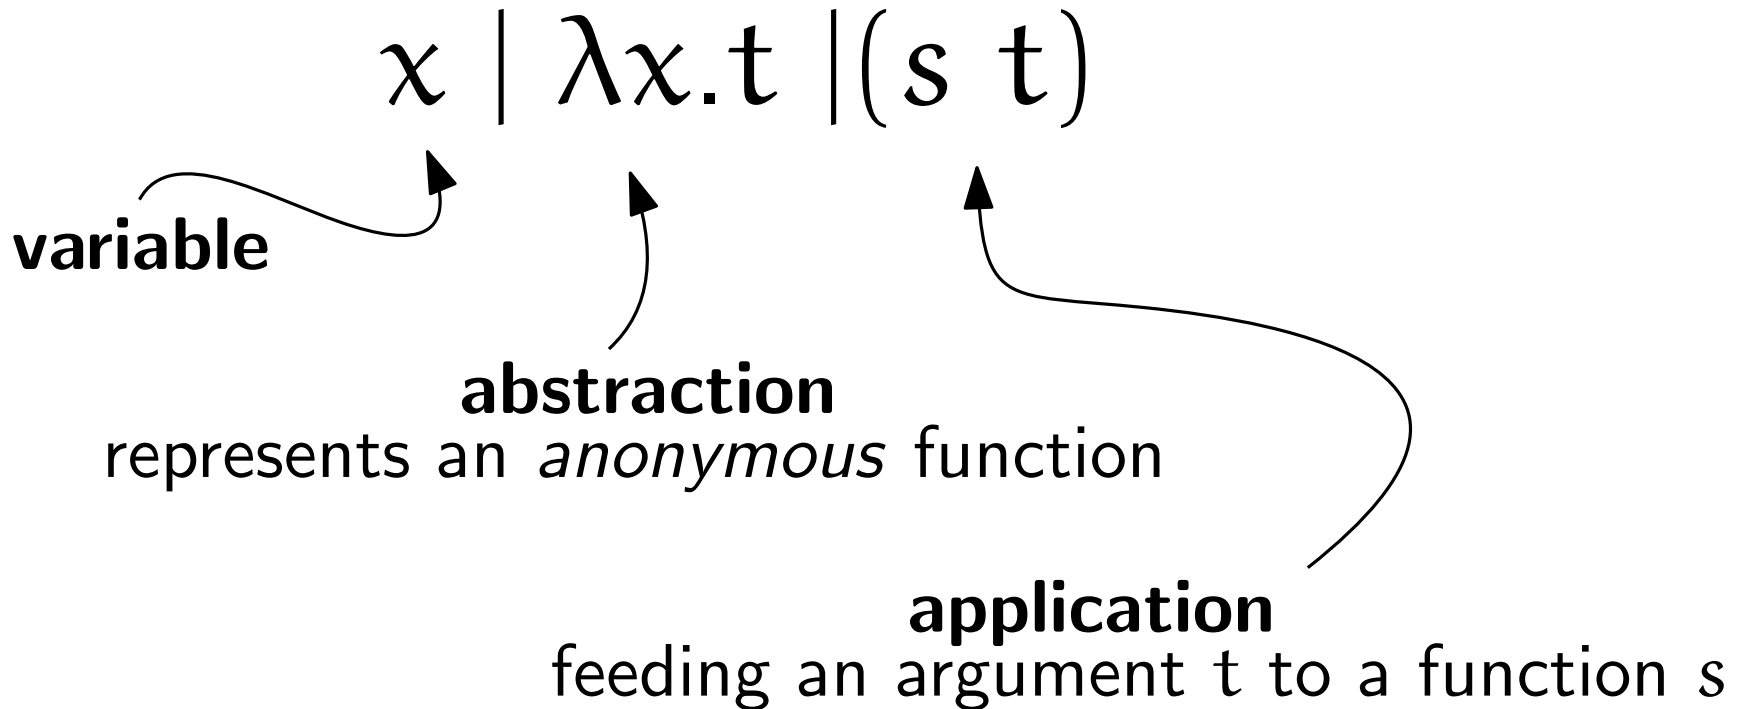 x | λx.t |(s t)
variable
abstraction
represents an anonymous function
application
feeding an argument t to a function s